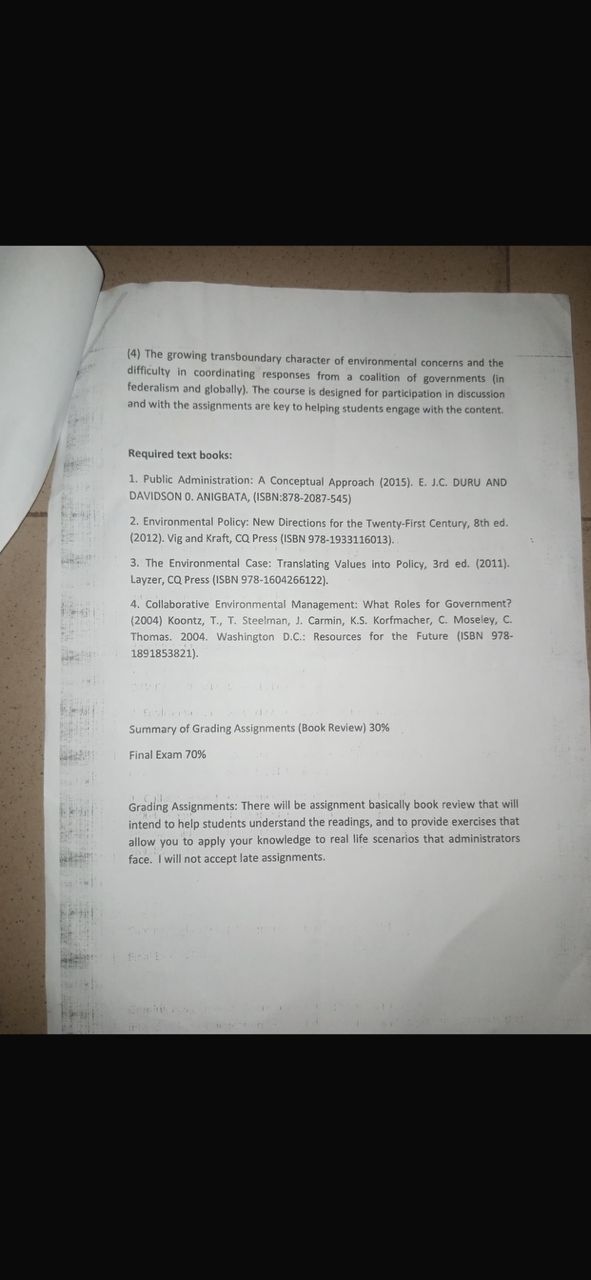 (4) The growing transboundary character of environmental concerns and the
difficulty in coordinating responses from a coalition of governments (in
federalism and globally). The course is designed for participation in discussion
and with the assignments are key to helping students engage with the content.
Required text books:
1. Public Administration: A Conceptual Approach (2015). E. J.C. DURU AND
DAVIDSON 0. ANIGBATA, (ISBN:878-2087-545)
2. Environmental Policy: New Directions for the Twenty-First Century, 8th ed.
(2012). Vig and Kraft, CQ Press (ISBN 978-1933116013).
3. The Environmental Case: Translating Values into Policy, 3rd ed. (2011).
Layzer, CQ Press (ISBN 978-1604266122).
4. Collaborative Environmental Management: What Roles for Government?
(2004) Koontz, T., T. Steelman, J. Carmin, K.S. Korfmacher, C. Moseley, C.
Thomas. 2004. Washington D.C.: Resources for the Future (ISBN 978-
1891853821).
Summary of Grading Assignments (Book Review) 30%
Final Exam 70%
Grading Assignments: There will be assignment basically book review that will
intend to help students understand the readings, and to provide exercises that
allow you to apply your knowledge to real life scenarios that administrators
face. I will not accept late assignments.